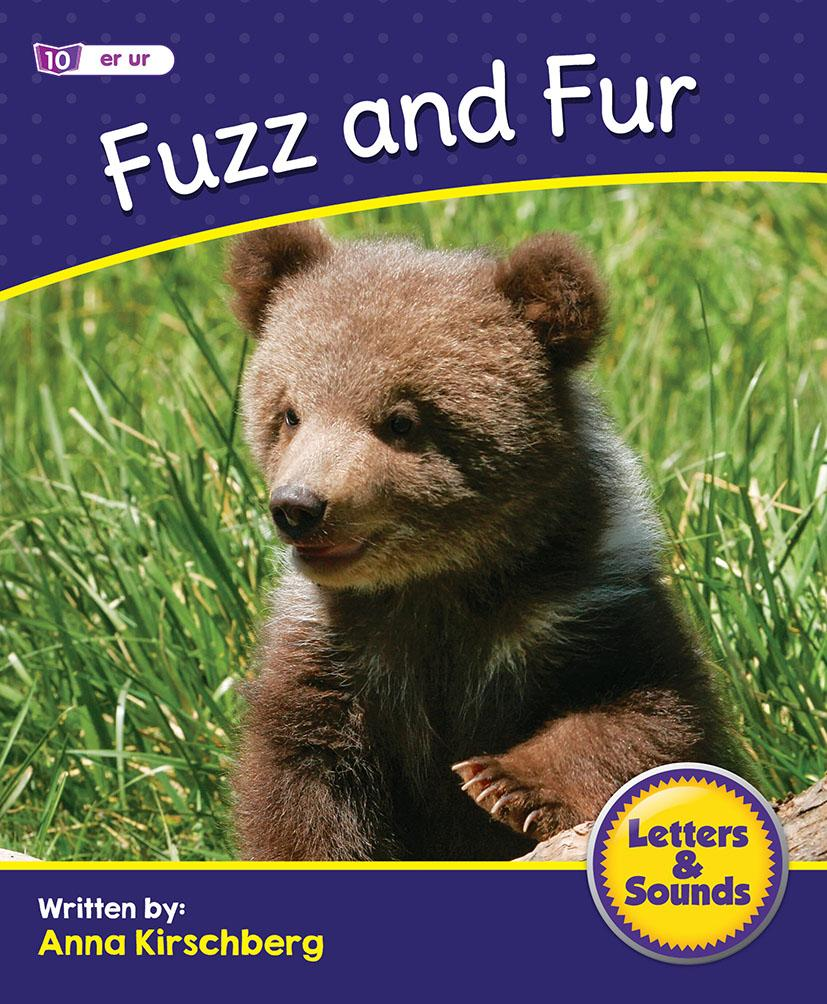 10 er ur
Fuzz and Fur
Letters
&
Sounds
Written by:
Anna Kirschberg